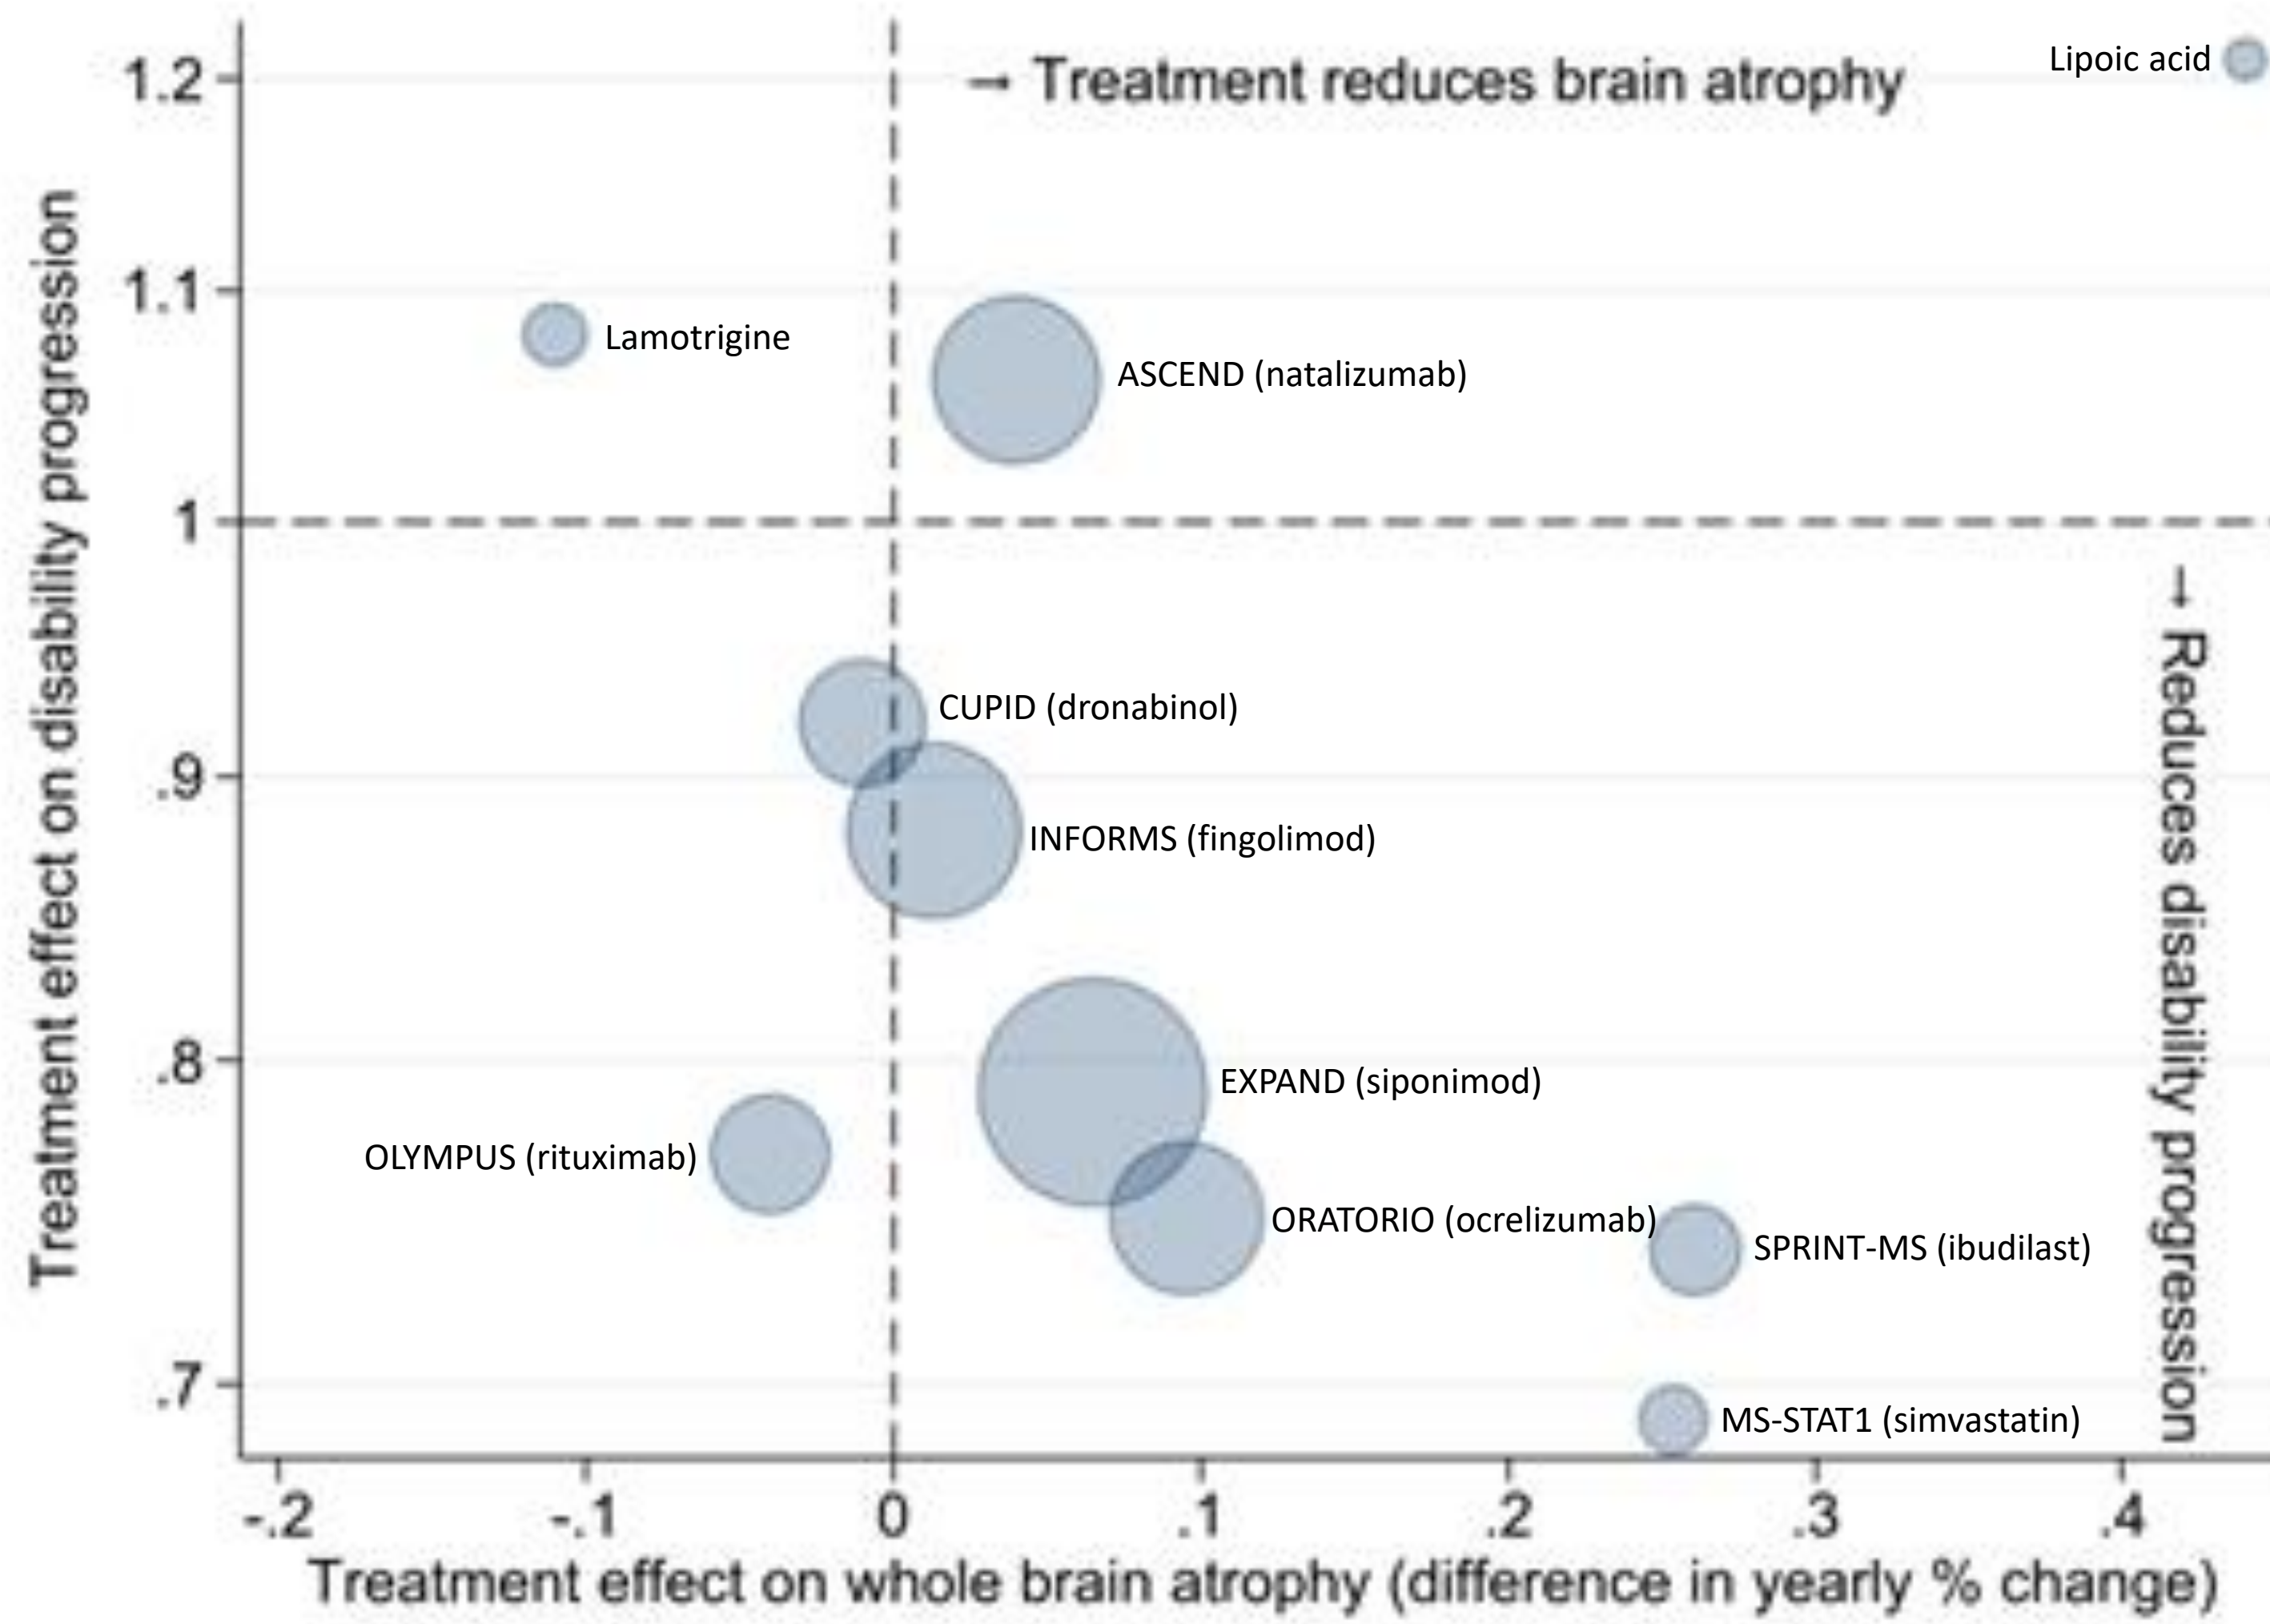 Treatment effect on disability progression
1.2
1.1
1
.9
.8
.7
→ Treatment reduces brain atrophy
Lipoic acid
Lamotrigine
ASCEND (natalizumab)
CUPID (dronabinol)
INFORMS (fingolimod)
EXPAND (siponimod)
OLYMPUS (rituximab)
ORATORIO (ocrelizumab)
SPRINT-MS (ibudilast)
MS-STAT1 (simvastatin)
→ Reduces disability progression
-.2 -.1 0 .1 .2 .3 .4
Treatment effect on whole brain atrophy (difference in yearly % change)